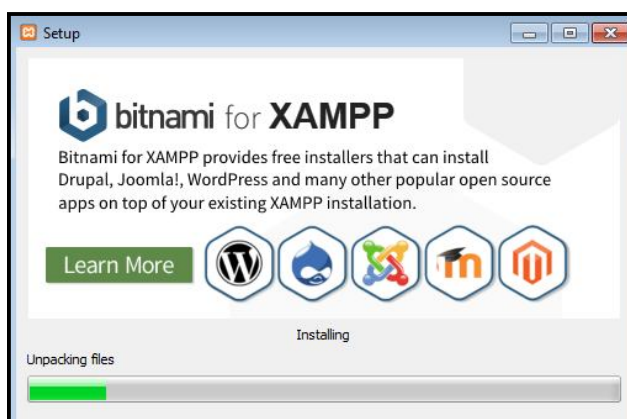 Setup
bitnami for XAMPP
Bitnami for XAMPP provides free installers that can install
Drupal, Joomla!, WordPress and many other popular open source
apps on top of your existing XAMPP installation.
Learn More
Installing
Unpacking files